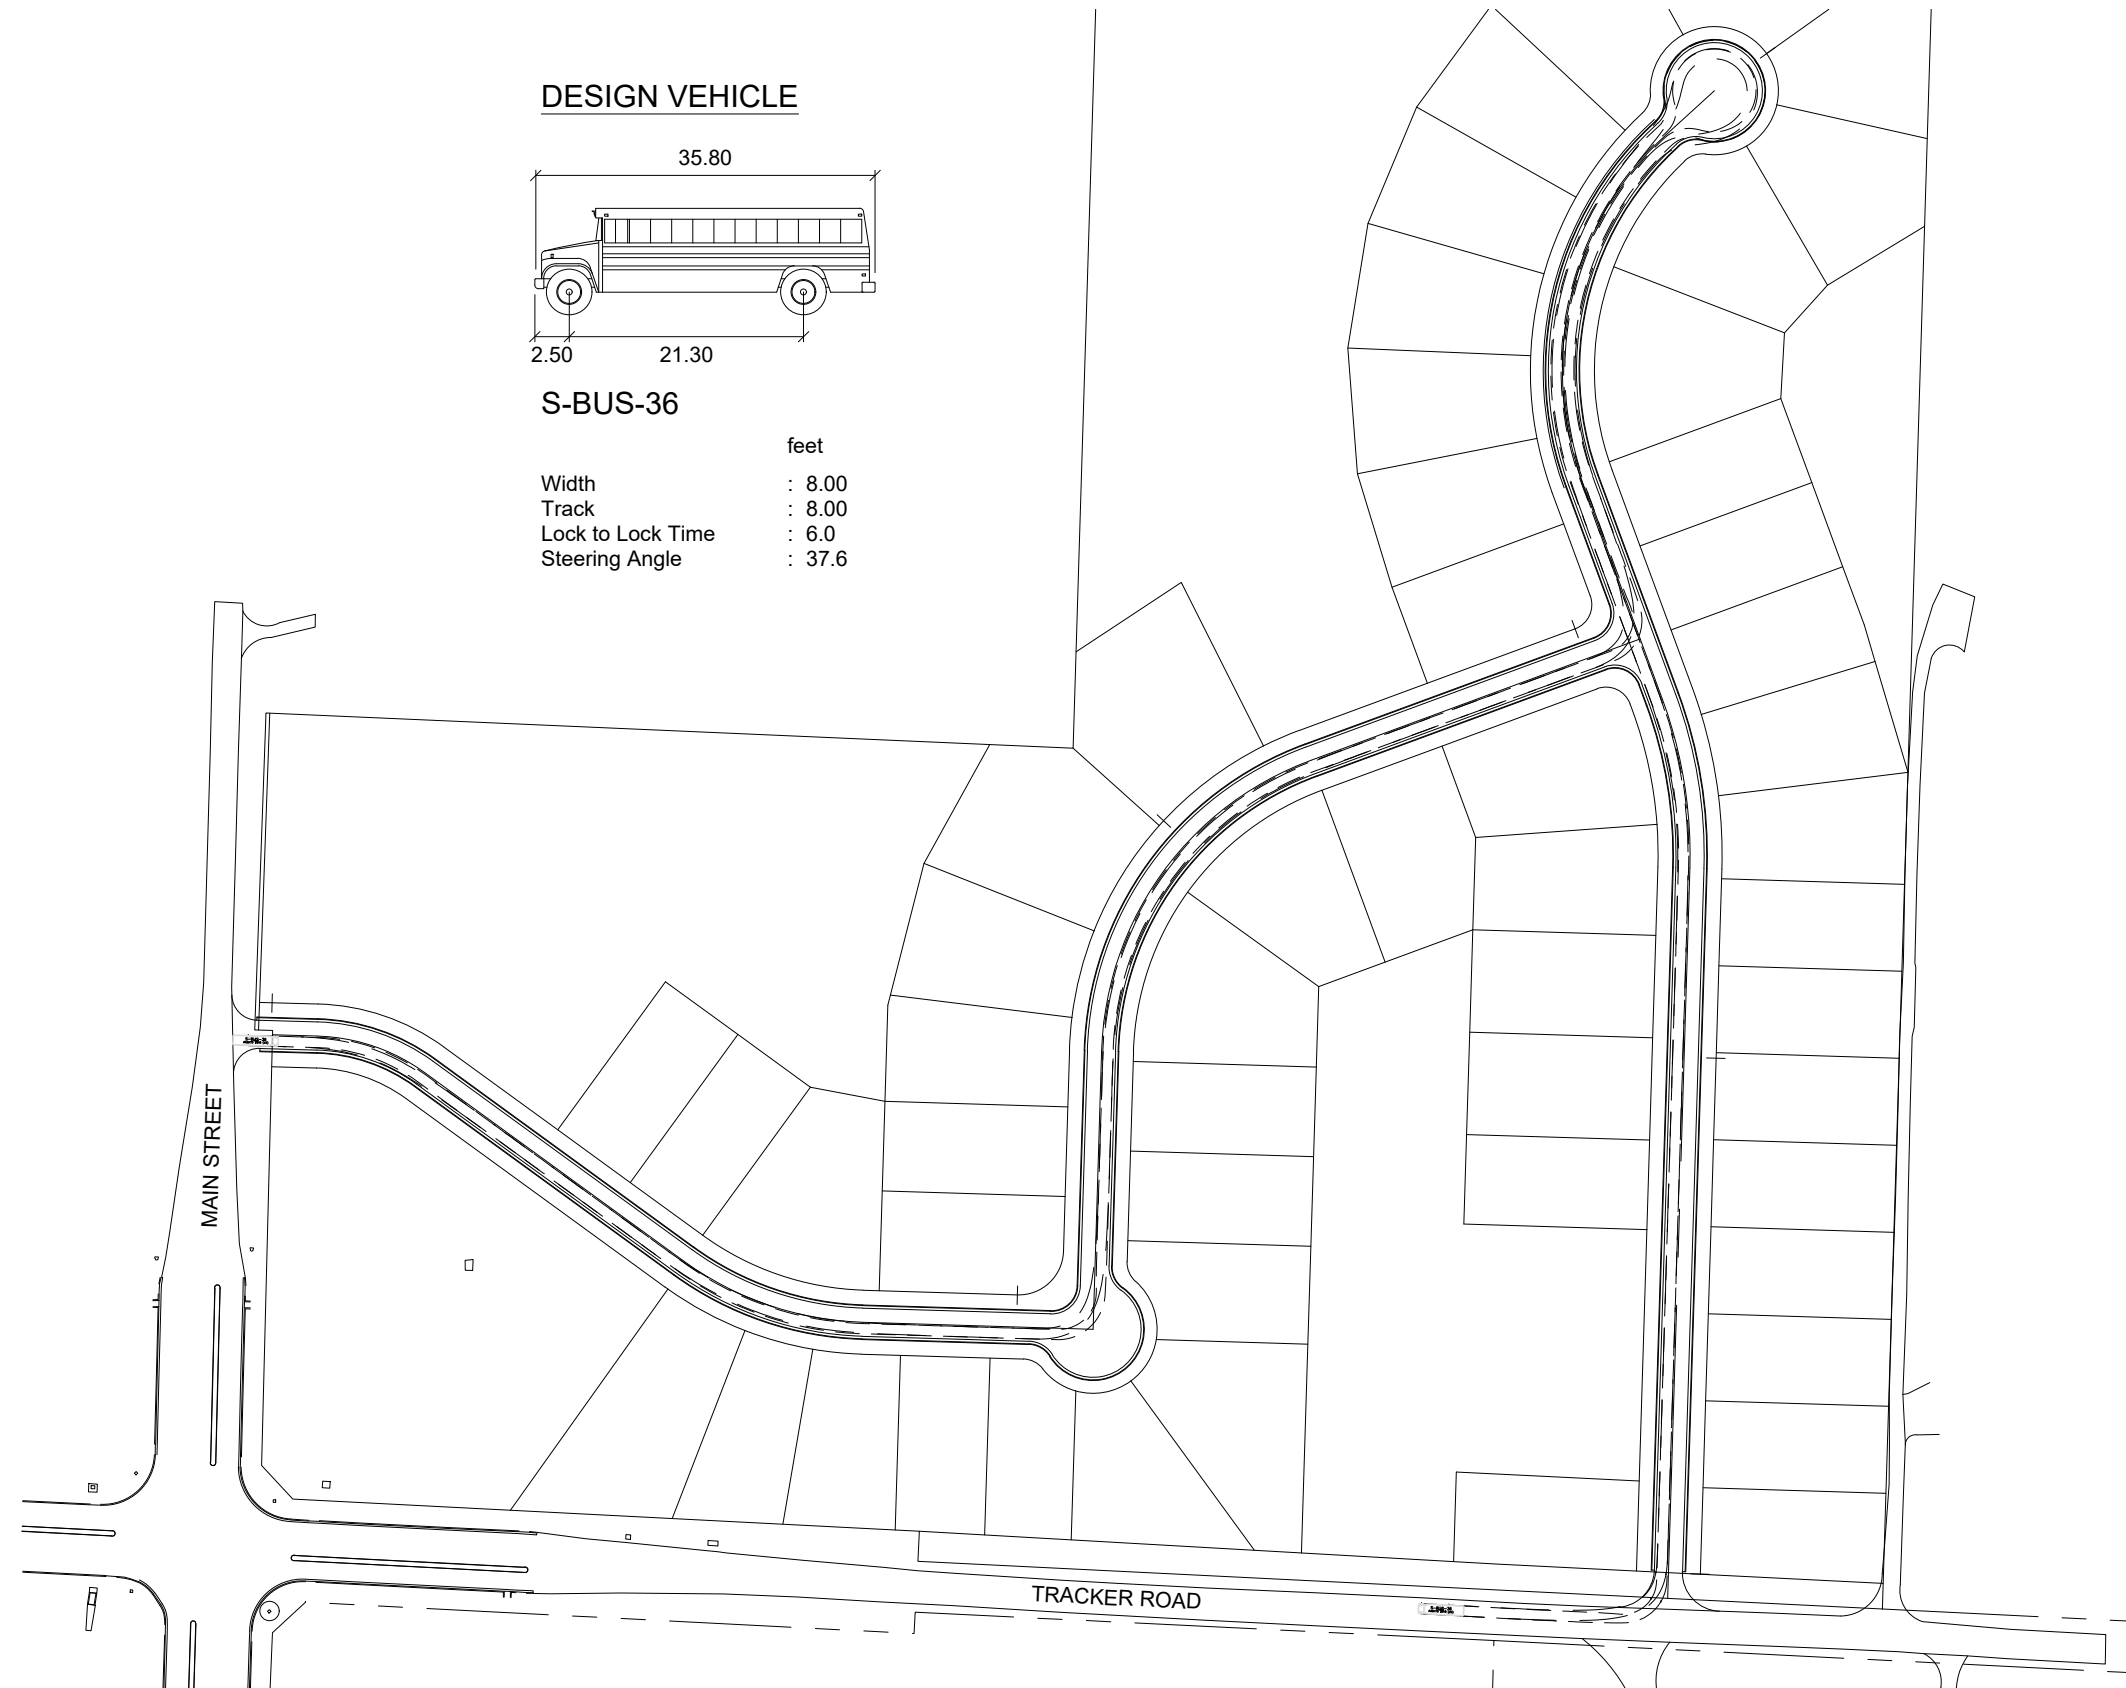 DESIGN VEHICLE
35.80
2.50
21.30
S-BUS-36
feet
Width : 8.00
Track : 8.00
Lock to Lock Time : 6.0
Steering Angle : 37.6
MAIN STREET
TRACKER ROAD